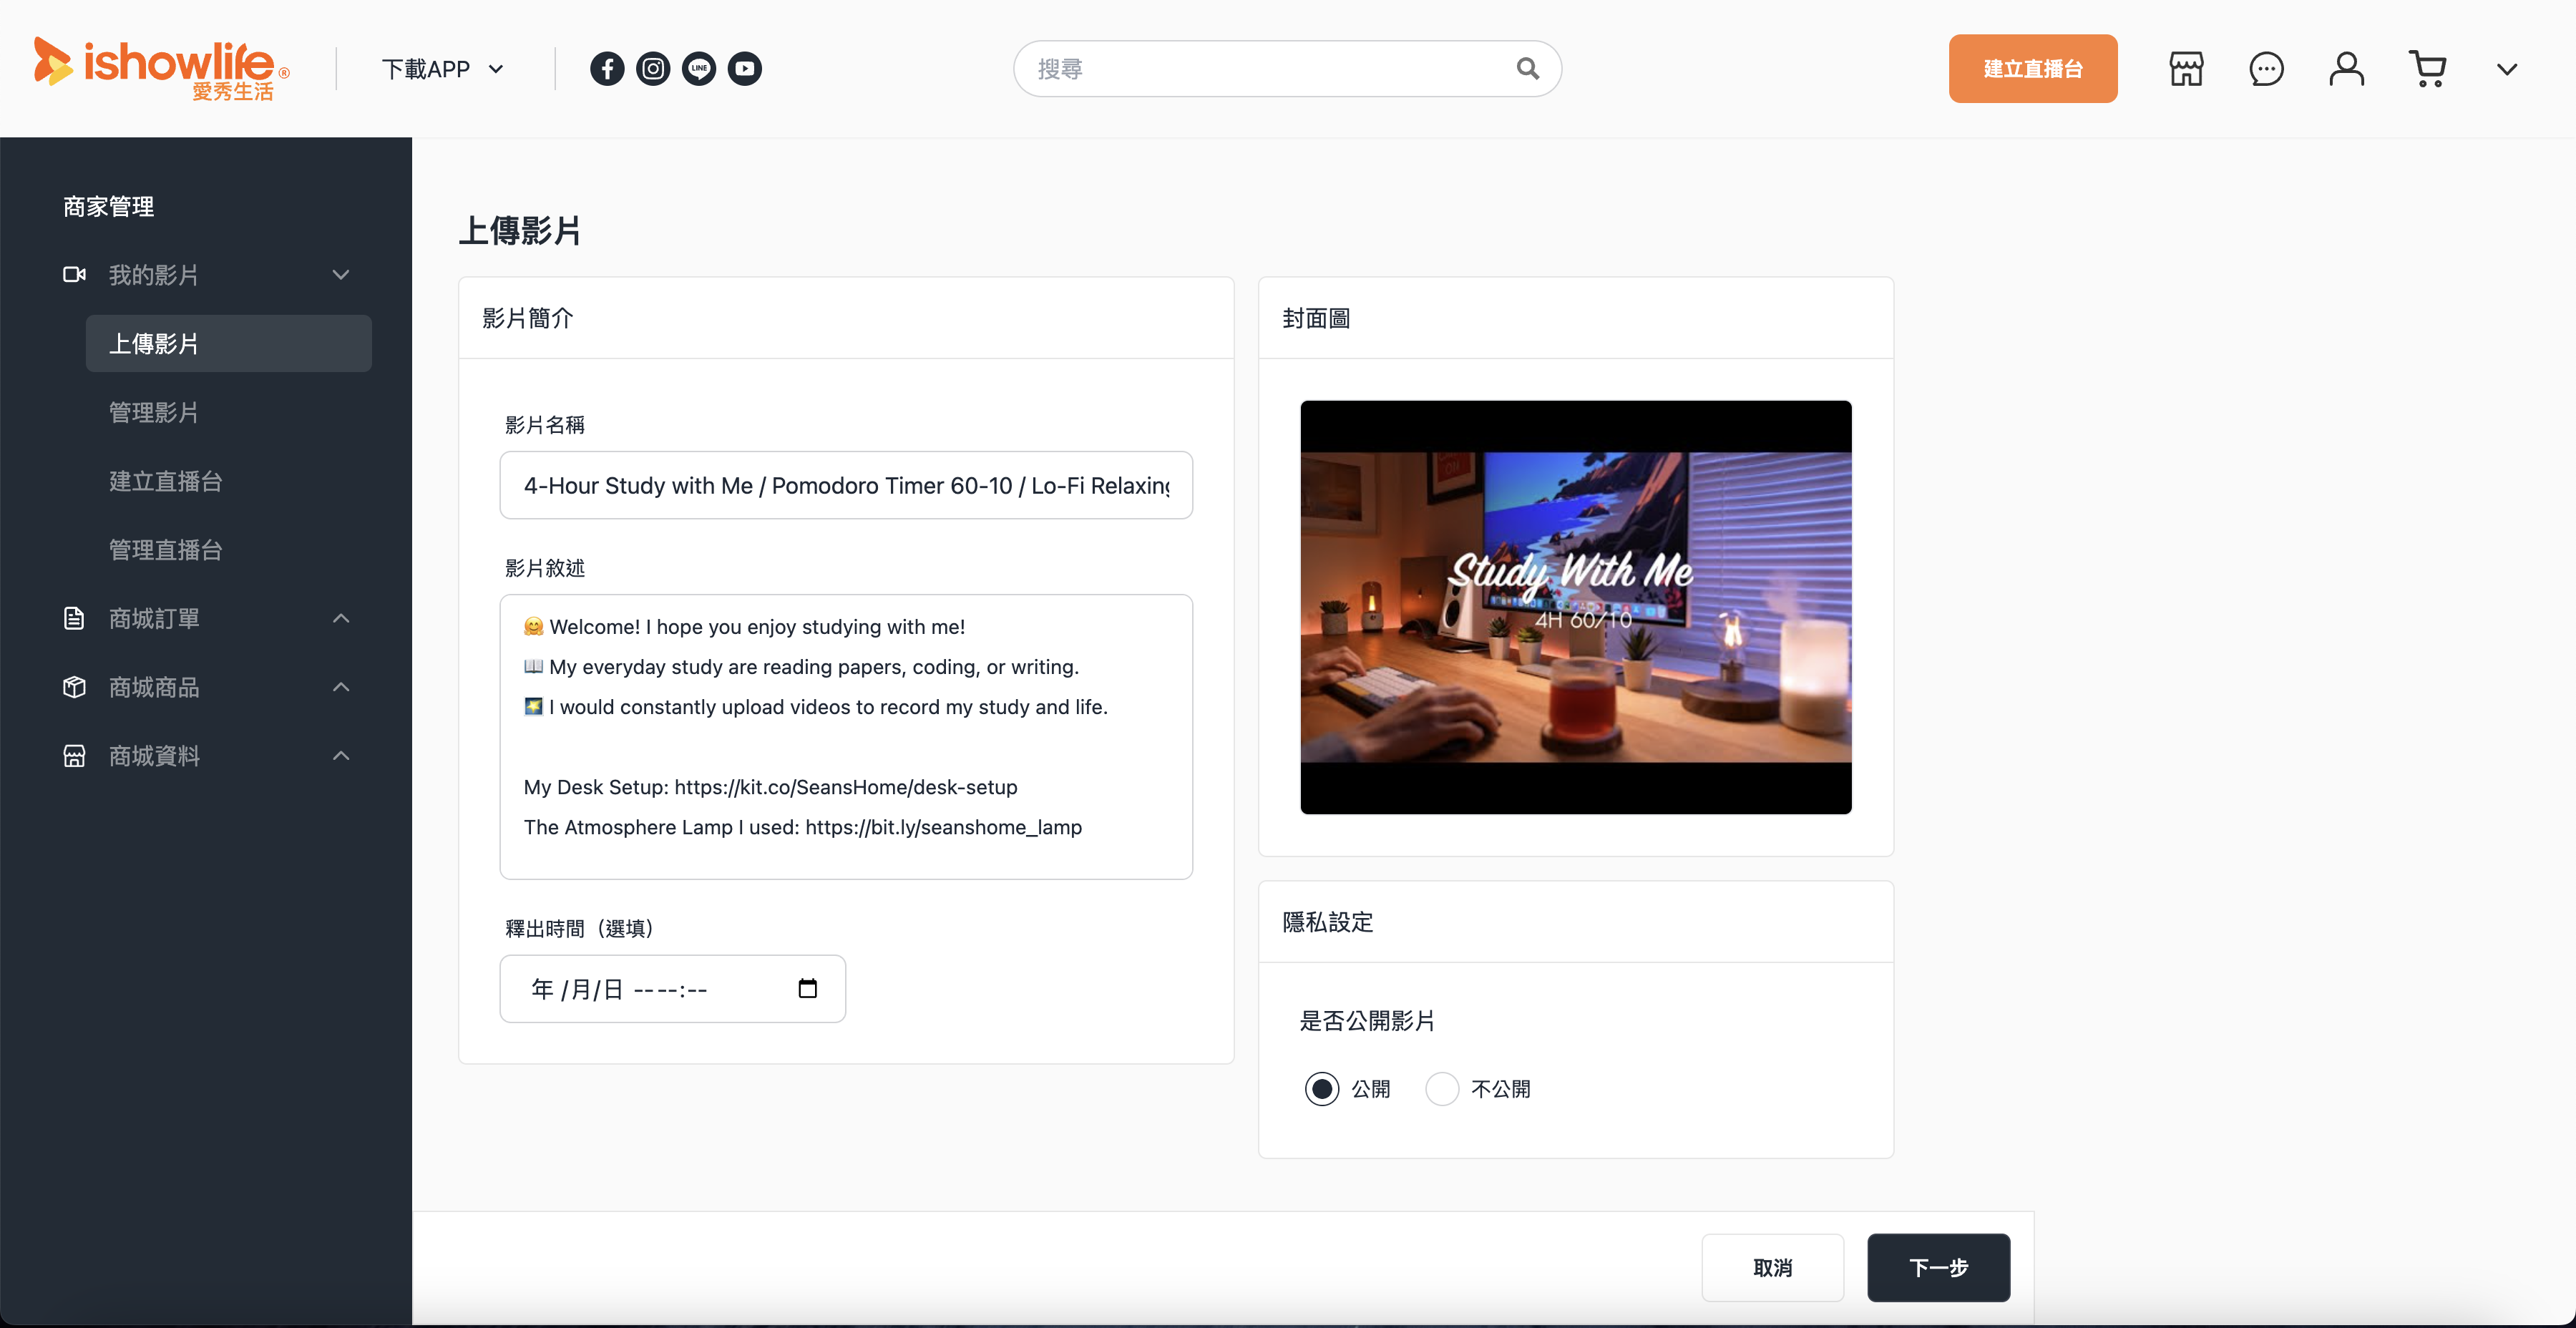 ishowlife®
愛秀生活
下載APP
LINE
搜尋
建立直播台
商家管理
我的影片
上傳影片
管理影片
建立直播台
管理直播台
商城訂單
商城商品
商城資料
上傳影片
影片簡介
影片名稱
4-Hour Study with Me / Pomodoro Timer 60-10 / Lo-Fi Relaxing
影片敘述
🤗 Welcome! I hope you enjoy studying with me!
📖 My everyday study are reading papers, coding, or writing.
🌠 I would constantly upload videos to record my study and life.
My Desk Setup: https://kit.co/SeansHome/desk-setup
The Atmosphere Lamp I used: https://bit.ly/seanshome_lamp
釋出時間（選填）
年 /月/日 ----:--
封面圖
Study With Me
4H 60/10
隱私設定
是否公開影片
公開
不公開
取消
下一步